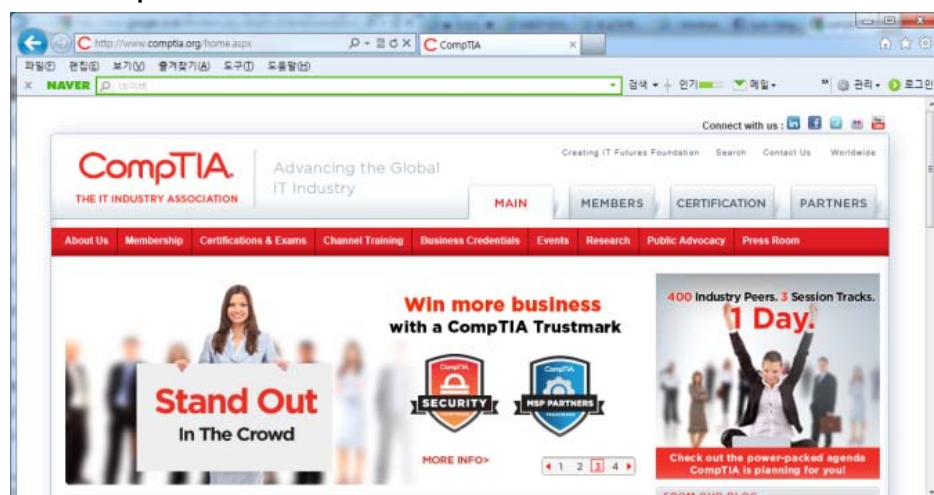 http://www.comptia.org/home.aspx
CompTIA
파일(F) 편집(E) 보기(V) 즐겨찾기(A) 도구(T) 도움말(H)
x NAVER 검색 인기 메일 » 관리 로그인
Connect with us :
Creating IT Futures Foundation Search Contact Us Worldwide
CompTIA.
THE IT INDUSTRY ASSOCIATION
Advancing the Global
IT Industry
MAIN MEMBERS CERTIFICATION PARTNERS
About Us Membership Certifications & Exams Channel Training Business Credentials Events Research Public Advocacy Press Room
Stand Out
In The Crowd
Win more business
with a CompTIA Trustmark
CompTIA.
SECURITY
CompTIA.
MSP PARTNERS
MORE INFO>
1 2 3 4
400 Industry Peers. 3 Session Tracks.
1 Day.
Check out the power-packed agenda
CompTIA is planning for you!
FROM OUR BLOG